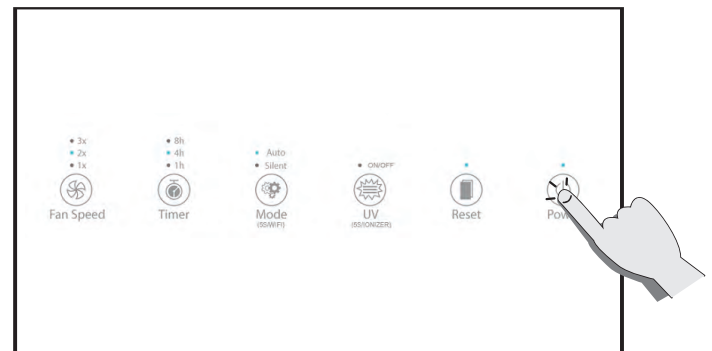 3x
2x
1x
Fan Speed
8h
4h
1h
Timer
Auto
Silent
Mode
(5S/WIFI)
ON/OFF
UV
(5S/IONIZER)
Reset
Pow